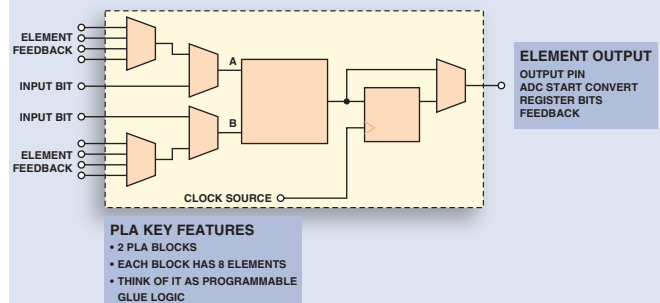 ELEMENT
FEEDBACK
INPUT BIT
INPUT BIT
ELEMENT
FEEDBACK
A
B
CLOCK SOURCE
ELEMENT OUTPUT
OUTPUT PIN
ADC START CONVERT
REGISTER BITS
FEEDBACK
PLA KEY FEATURES
• 2 PLA BLOCKS
• EACH BLOCK HAS 8 ELEMENTS
• THINK OF IT AS PROGRAMMABLE
GLUE LOGIC